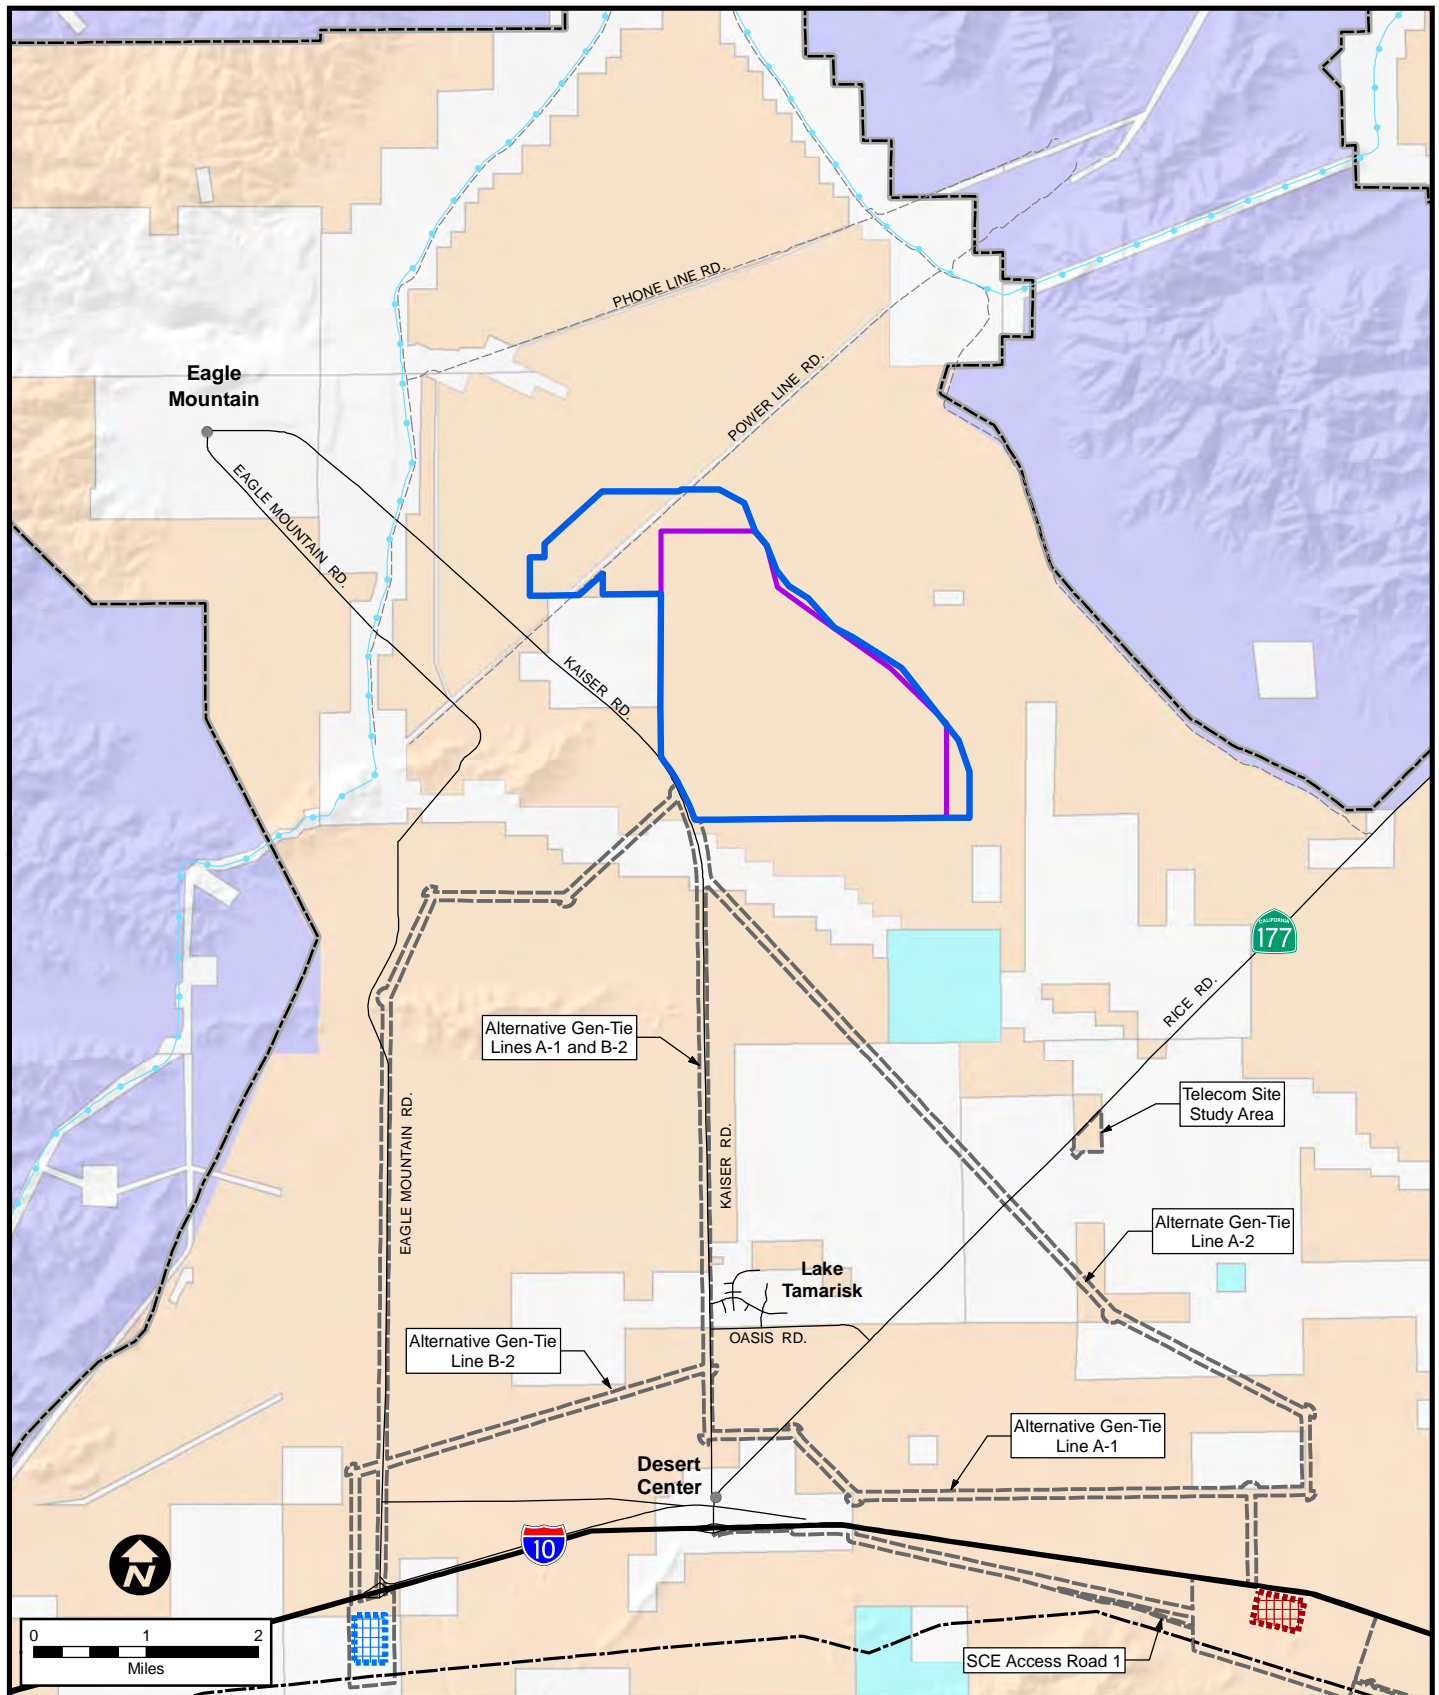 PHONE LINE RD.
POWER LINE RD.
Eagle
Mountain
EAGLE MOUNTAIN RD.
KAISER RD.
CALIFORNIA
177
RICE RD.
Alternative Gen-Tie
Lines A-1 and B-2
Telecom Site
Study Area
EAGLE MOUNTAIN RD.
KAISER RD.
Alternate Gen-Tie
Line A-2
Lake
Tamarisk
OASIS RD.
Alternative Gen-Tie
Line B-2
Alternative Gen-Tie
Line A-1
Desert
Center
10
N
0 1 2
Miles
SCE Access Road 1